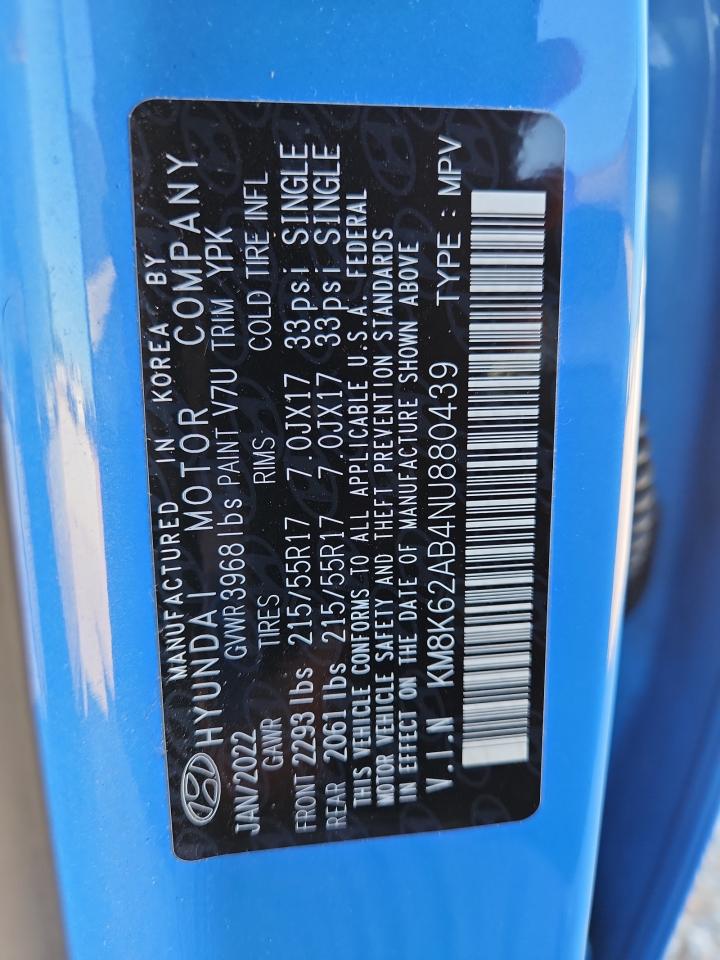 MANUFACTURED IN KOREA BY
HYUNDAI MOTOR COMPANY
JAN/2022 GVWR 3968 lbs PAINT V7U TRIM YPK
GAWR TIRES RIMS COLD TIRE INFL
FRONT 2293 lbs 215/55R17 7.0JX17 33psi SINGLE
REAR 2061 lbs 215/55R17 7.0JX17 33psi SINGLE
THIS VEHICLE CONFORMS TO ALL APPLICABLE U.S.A. FEDERAL
MOTOR VEHICLE SAFETY AND THEFT PREVENTION STANDARDS
IN EFFECT ON THE DATE OF MANUFACTURE SHOWN ABOVE
V.I.N KM8K62AB4NU880439 TYPE : MPV